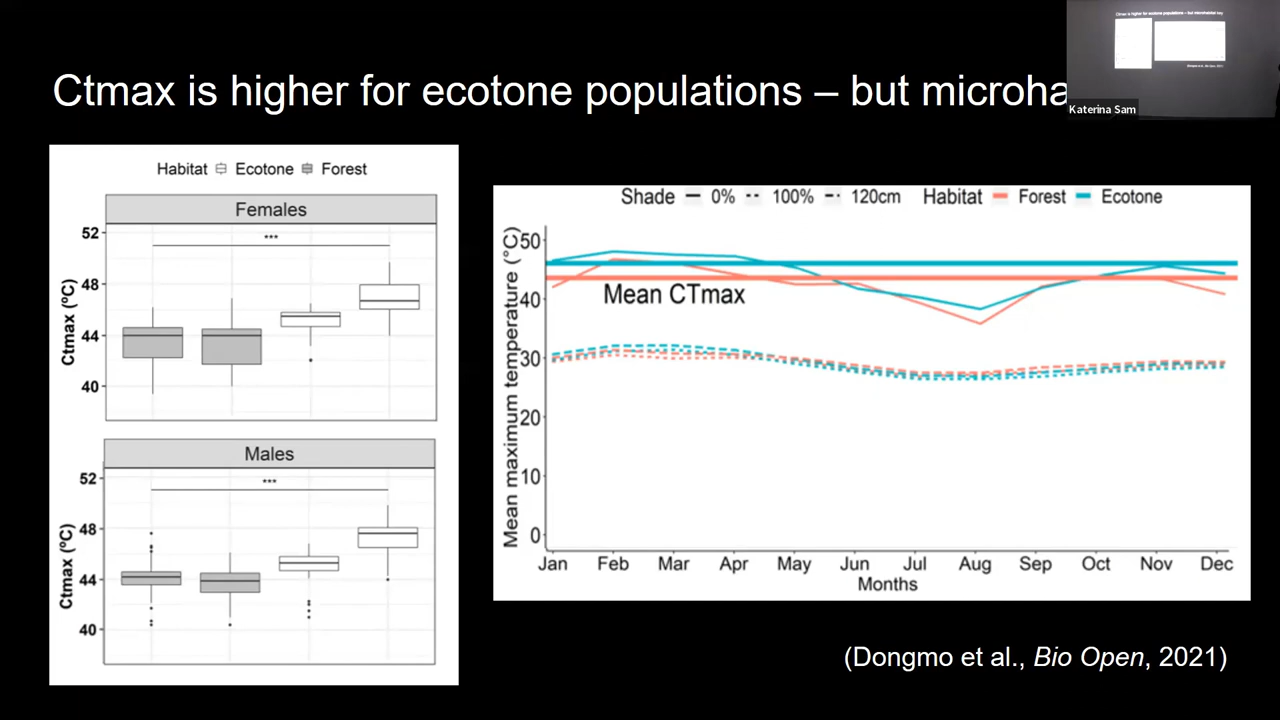 Ctmax is higher for ecotone populations – but microha
Katerina Sam
Habitat Ecotone Forest
Females
***
52
48
44
40
Ctmax (ºC)
Males
***
52
48
44
40
Ctmax (ºC)
Shade 0% 100% 120cm Habitat Forest Ecotone
Mean maximum temperature (°C)
50
40
30
20
10
0
Mean CTmax
Jan Feb Mar Apr May Jun Jul Aug Sep Oct Nov Dec
Months
(Dongmo et al., Bio Open, 2021)